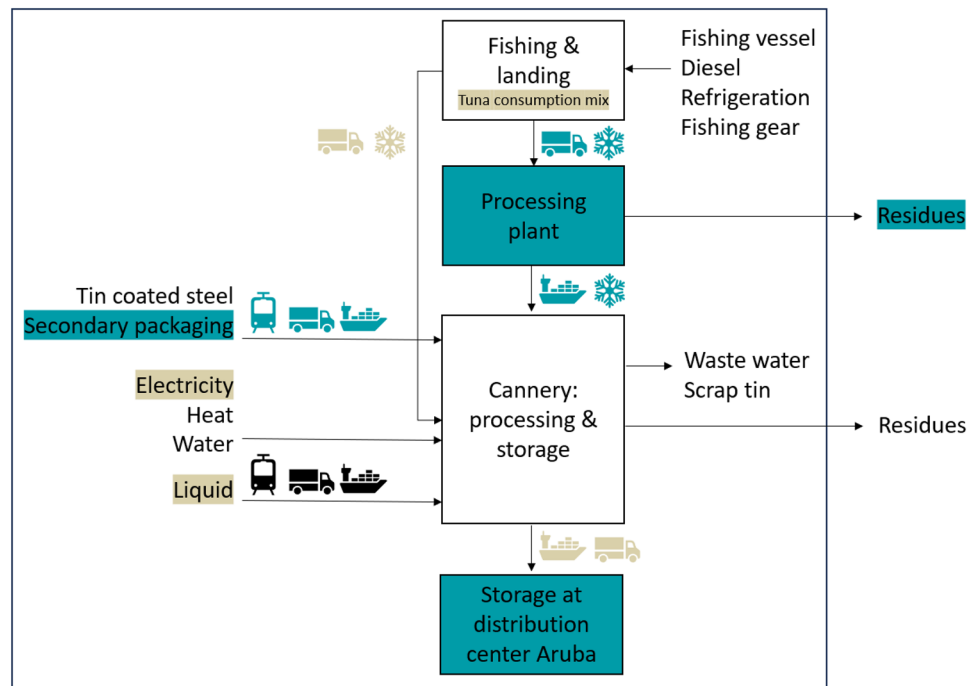 Fishing &
landing
Tuna consumption mix
Fishing vessel
Diesel
Refrigeration
Fishing gear
Processing
plant
Residues
Tin coated steel
Secondary packaging
Electricity
Heat
Water
Liquid
Cannery:
processing &
storage
Waste water
Scrap tin
Residues
Storage at
distribution
center Aruba